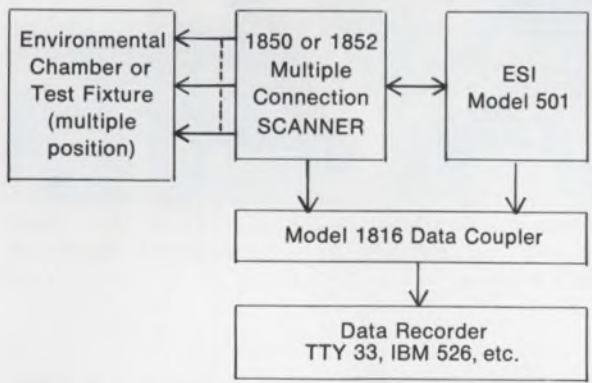 Environmental
Chamber or
Test Fixture
(multiple
position)
1850 or 1852
Multiple
Connection
SCANNER
ESI
Model 501
Model 1816 Data Coupler
Data Recorder
TTY 33, IBM 526, etc.